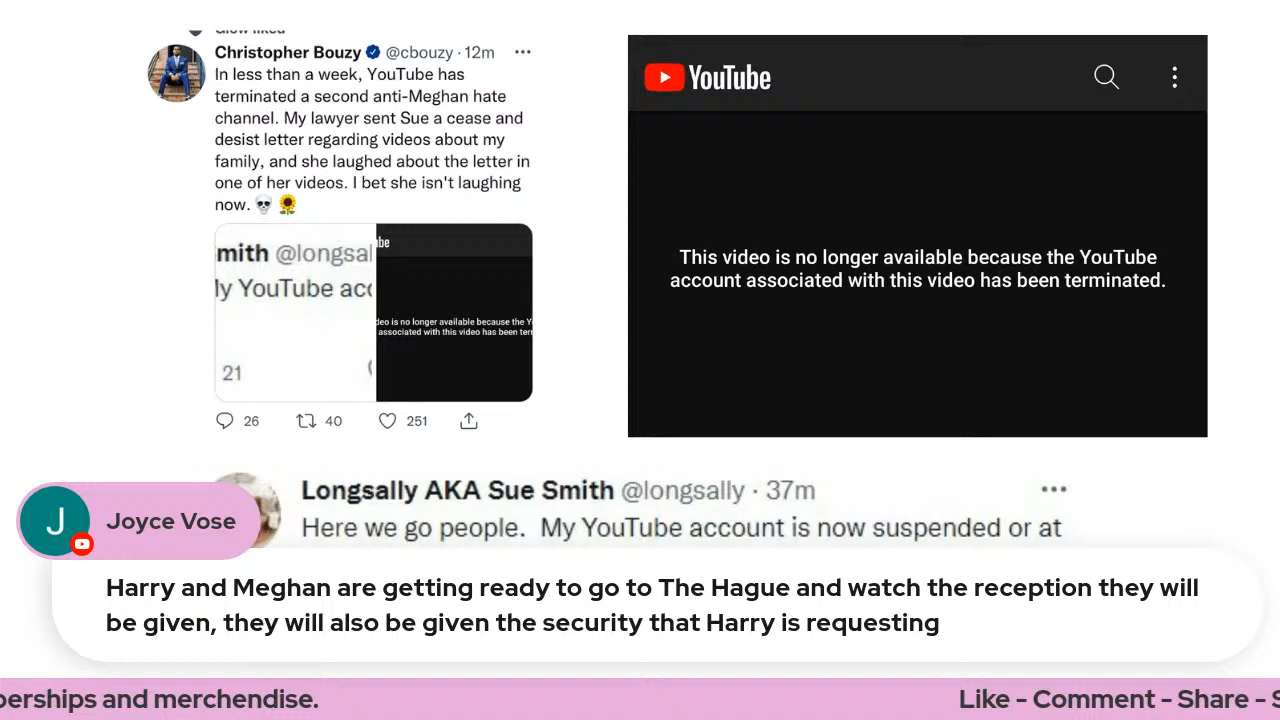 Glow liked
Christopher Bouzy @cbouzy · 12m
In less than a week, YouTube has
terminated a second anti-Meghan hate
channel. My lawyer sent Sue a cease and
desist letter regarding videos about my
family, and she laughed about the letter in
one of her videos. I bet she isn't laughing
now. 💀 🌻
mith @longsal
ly YouTube acc
21
be
deo is no longer available because the Y
associated with this video has been ter
26 40 251
YouTube
This video is no longer available because the YouTube
account associated with this video has been terminated.
Longsally AKA Sue Smith @longsally · 37m
Here we go people. My YouTube account is now suspended or at
J
Joyce Vose
Harry and Meghan are getting ready to go to The Hague and watch the reception they will
be given, they will also be given the security that Harry is requesting
perships and merchendise.
Like - Comment - Share - S